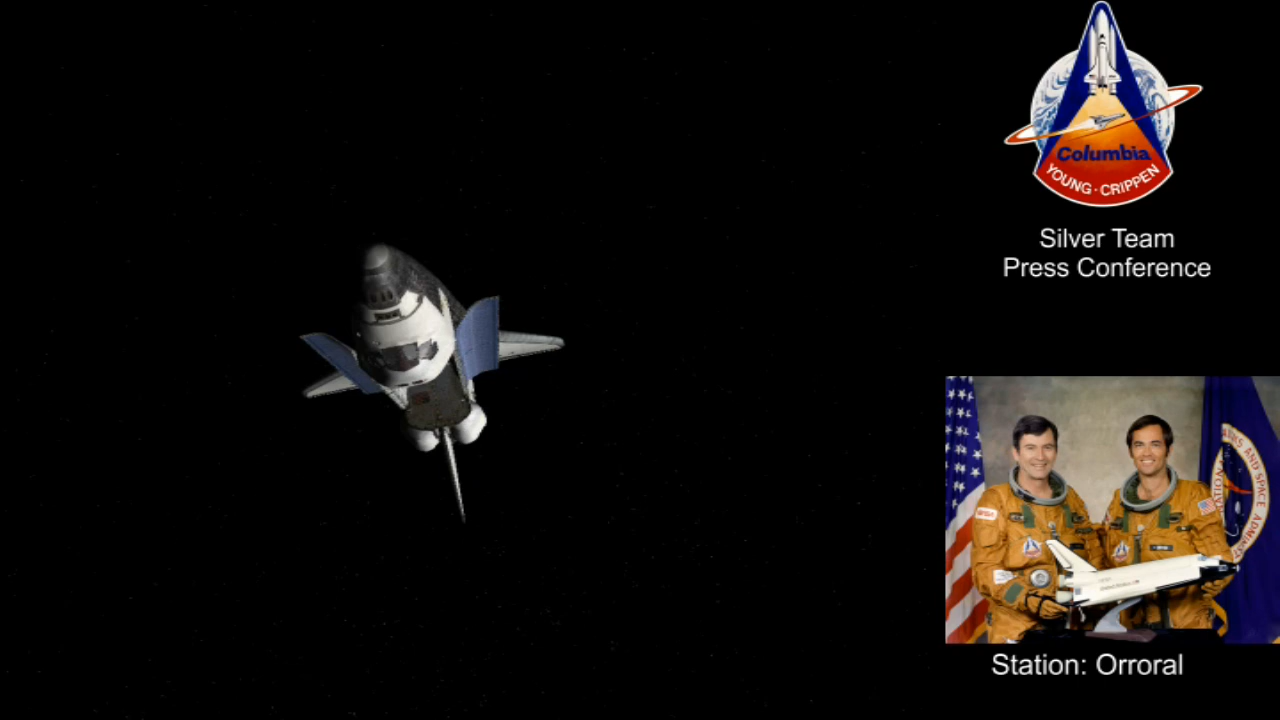 Columbia
YOUNG · CRIPPEN
Silver Team
Press Conference
Station: Orroral